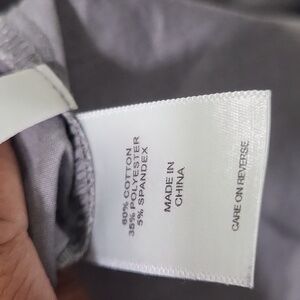 60% COTTON
35% POLYESTER
5% SPANDEX
MADE IN
CHINA
CARE ON REVERSE